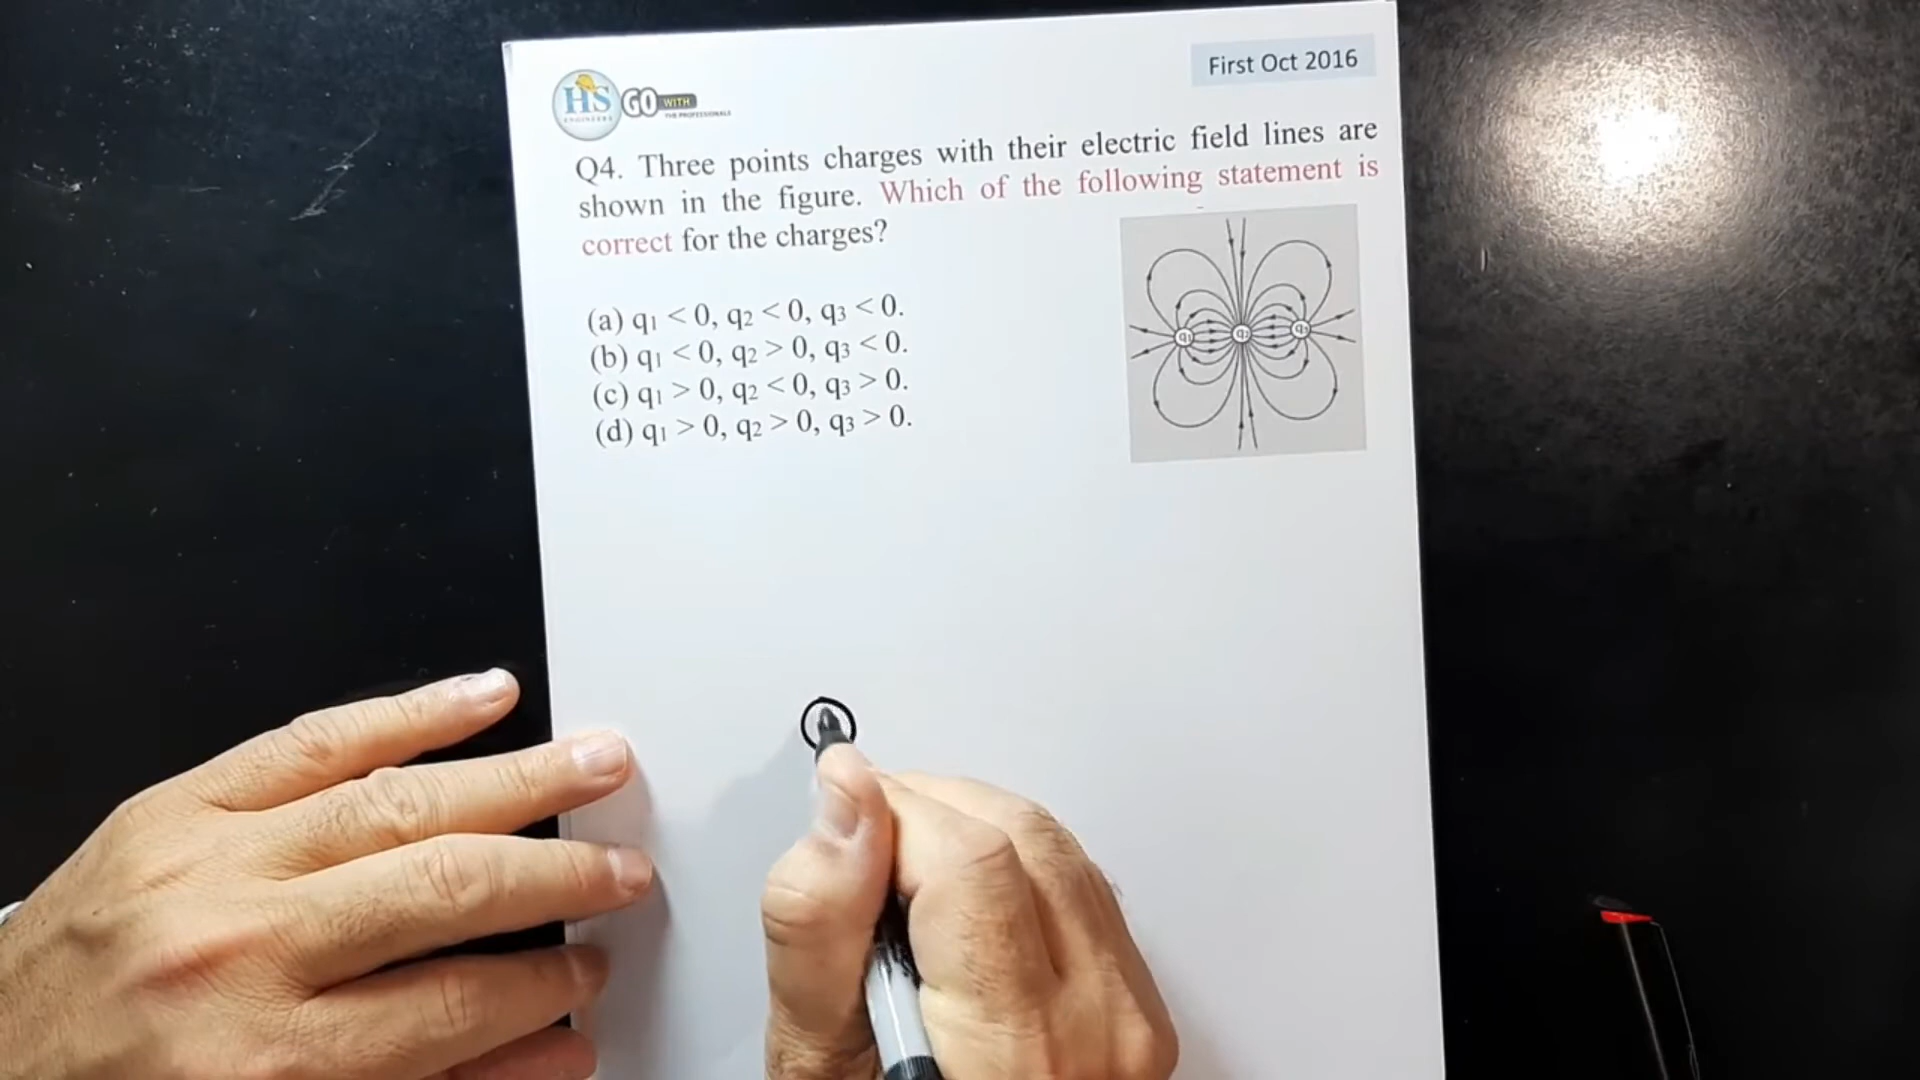 First Oct 2016
HS
ENGINEERS
GO WITH
THE PROFESSIONALS
Q4. Three points charges with their electric field lines are
shown in the figure. Which of the following statement is
correct for the charges?
(a) q1 < 0, q2 < 0, q3 < 0.
(b) q1 < 0, q2 > 0, q3 < 0.
(c) q1 > 0, q2 < 0, q3 > 0.
(d) q1 > 0, q2 > 0, q3 > 0.
q1 q2 q3